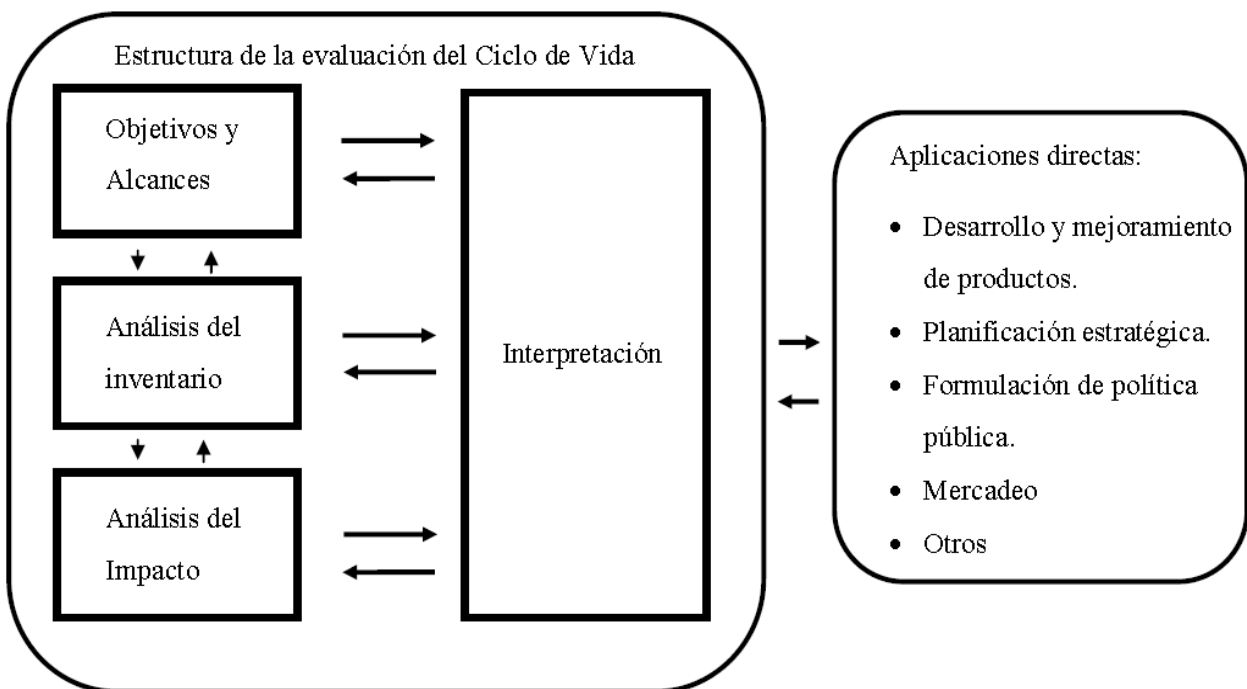 Estructura de la evaluación del Ciclo de Vida
Objetivos y
Alcances
Análisis del
inventario
Análisis del
Impacto
Interpretación
Aplicaciones directas:
• Desarrollo y mejoramiento
de productos.
• Planificación estratégica.
• Formulación de política
pública.
• Mercadeo
• Otros